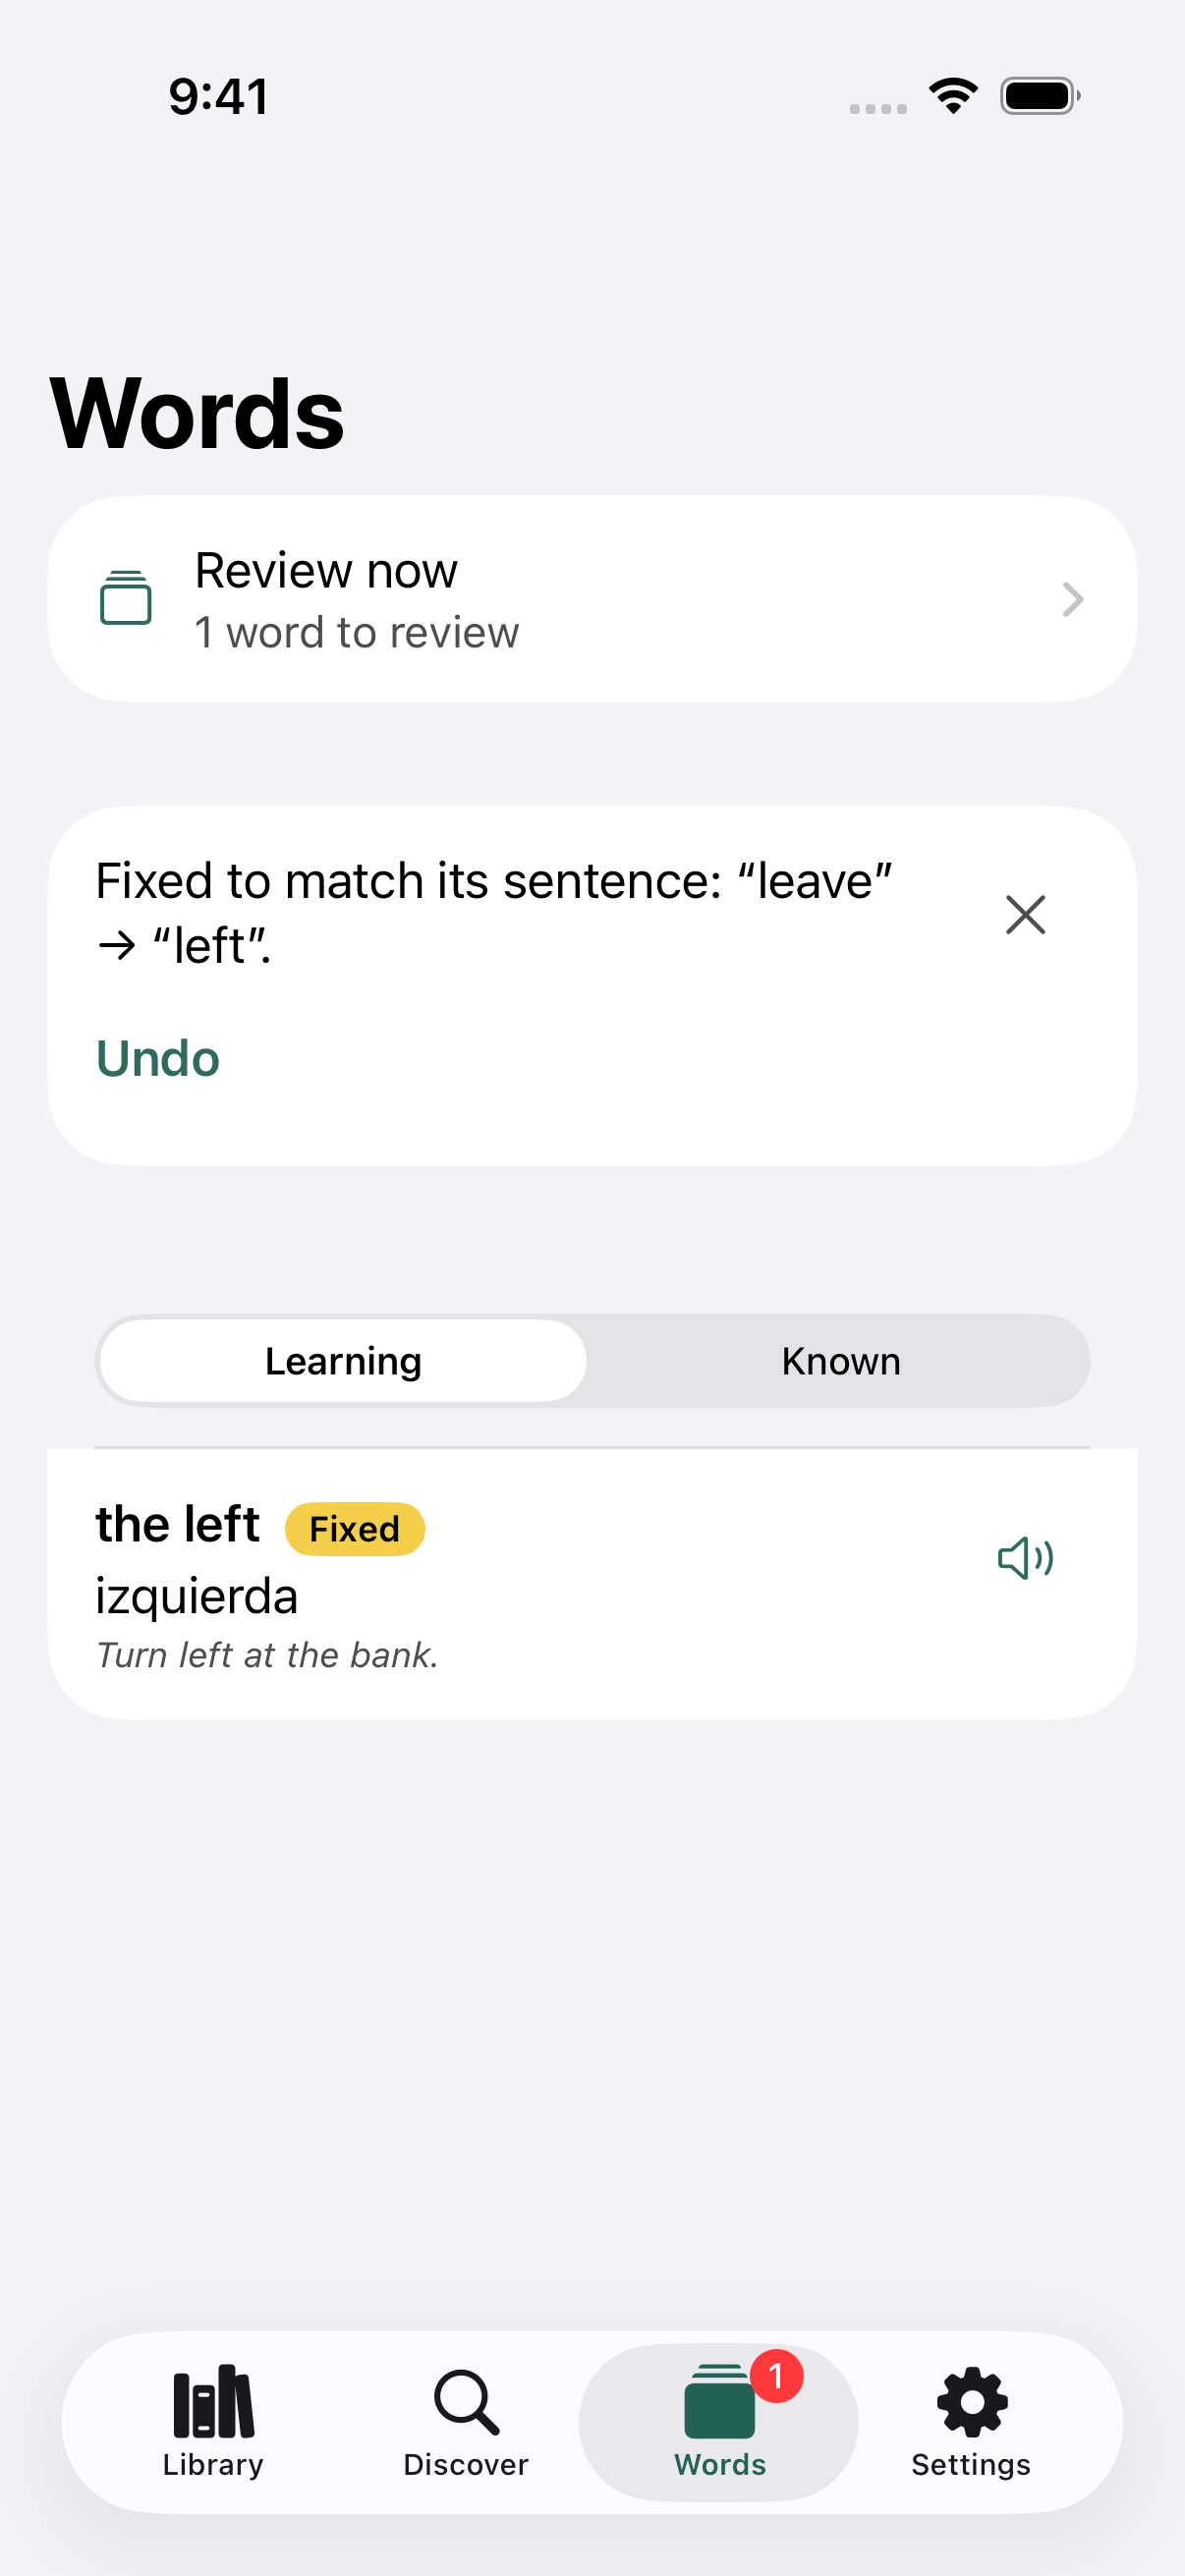 9:41
Words
Review now
1 word to review
Fixed to match its sentence: “leave”
→ “left”.
Undo
Learning
Known
the left
Fixed
izquierda
Turn left at the bank.
1
Library
Discover
Words
Settings